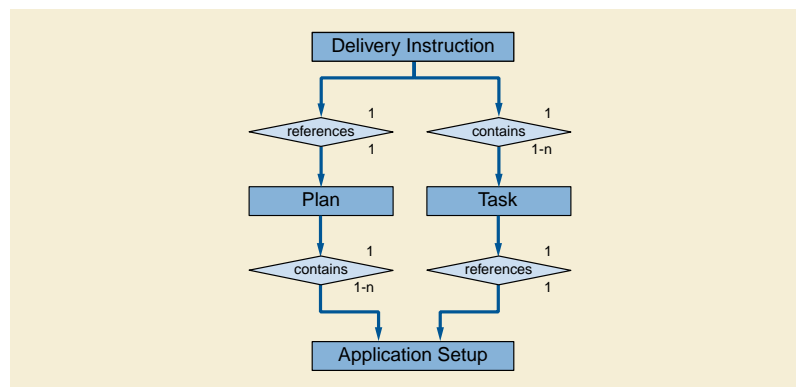 Delivery Instruction
1
1
references
contains
1
1-n
Plan
Task
1
1
contains
references
1-n
1
Application Setup